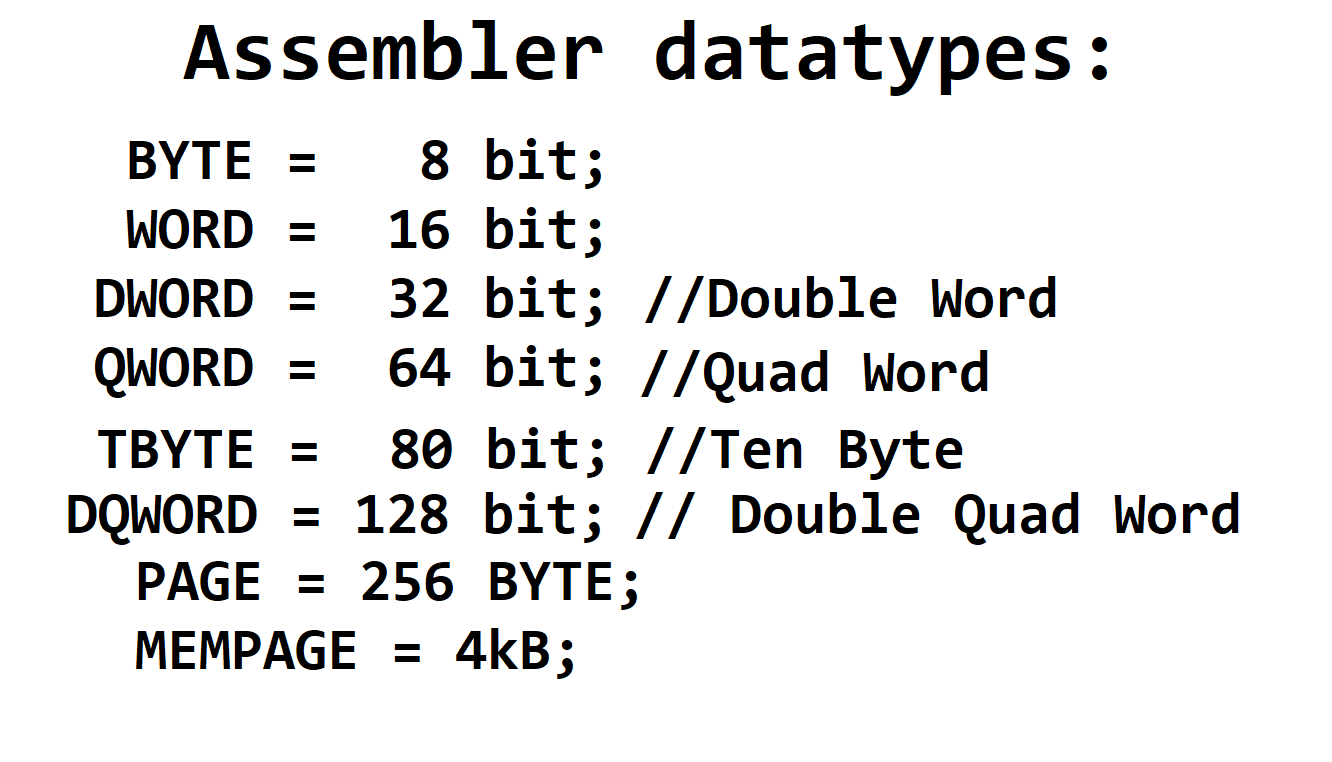 Assembler datatypes:
BYTE = 8 bit;
WORD = 16 bit;
DWORD = 32 bit; //Double Word
QWORD = 64 bit; //Quad Word
TBYTE = 80 bit; //Ten Byte
DQWORD = 128 bit; // Double Quad Word
PAGE = 256 BYTE;
MEMPAGE = 4kB;